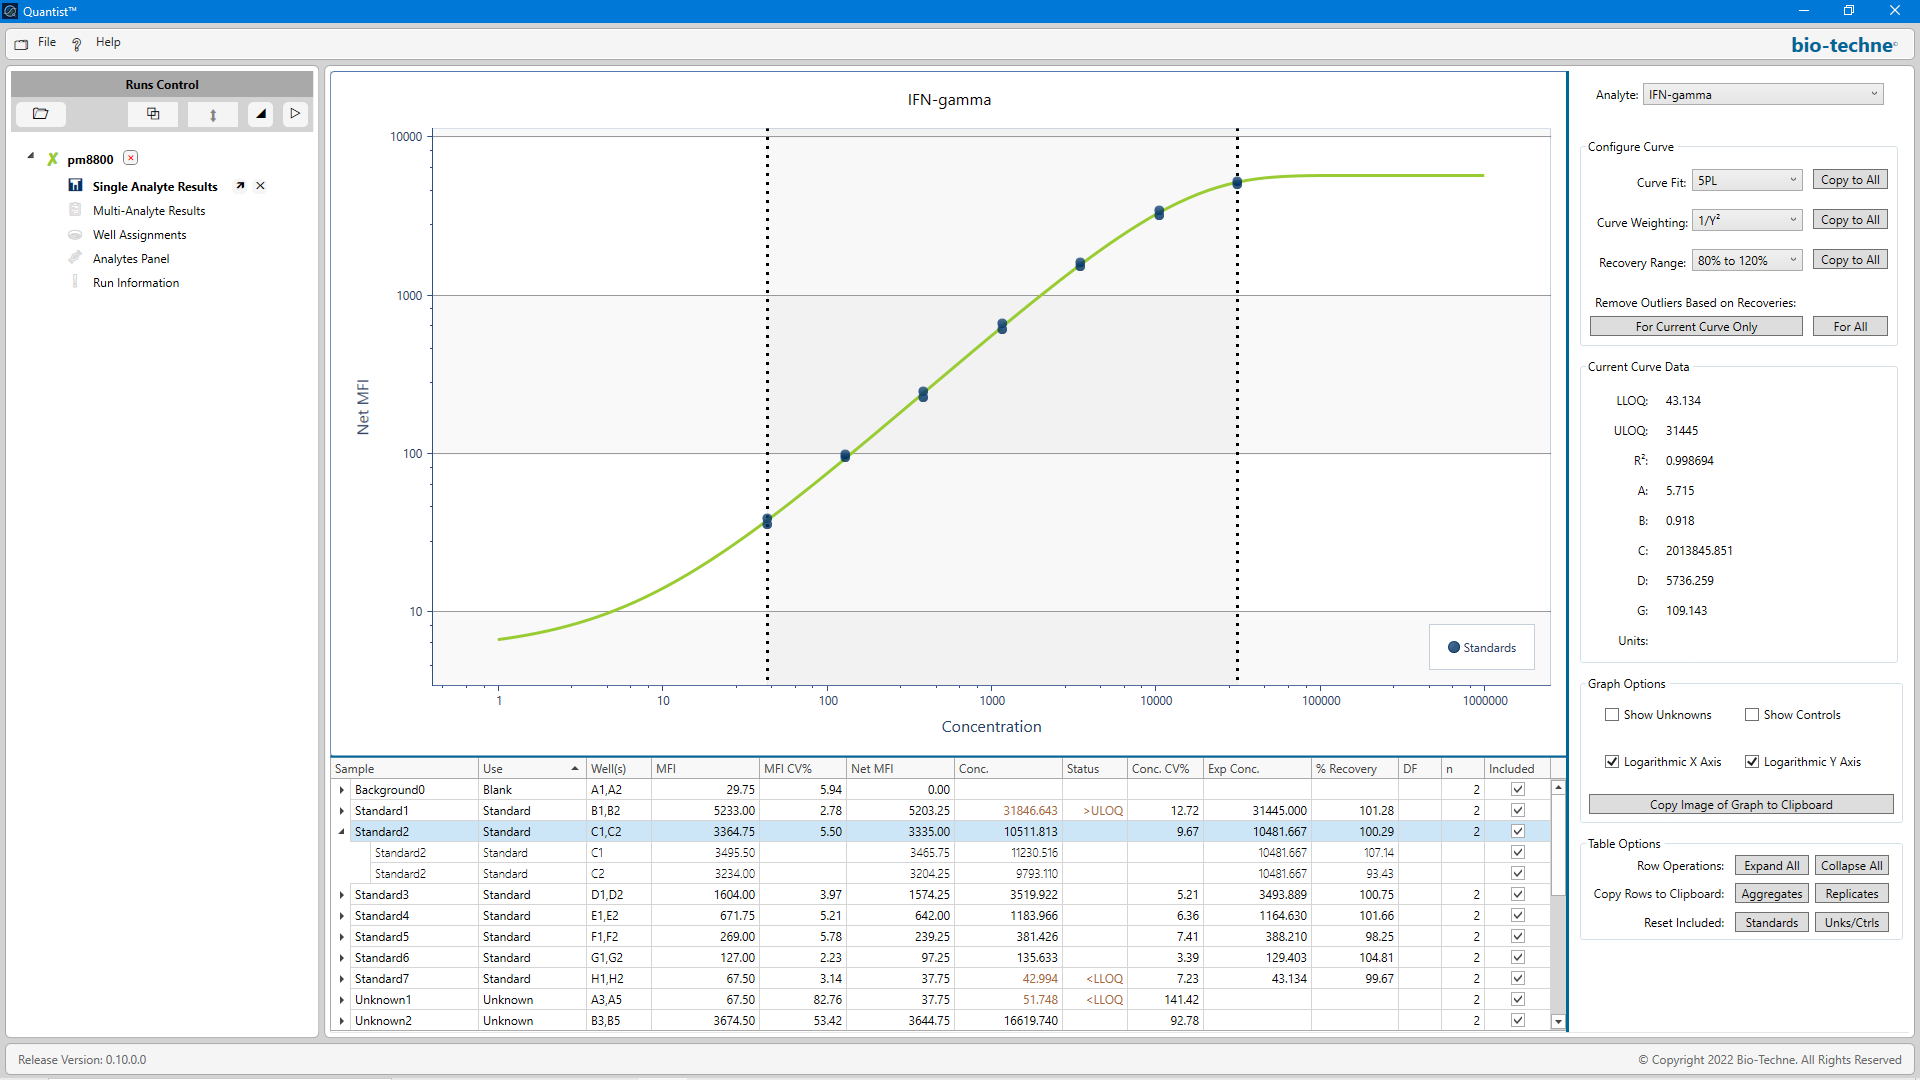 Quantist™
File Help
bio-techne
Runs Control
pm8800
Single Analyte Results
Multi-Analyte Results
Well Assignments
Analytes Panel
Run Information
IFN-gamma
10000
1000
100
10
Net MFI
1 10 100 1000 10000 100000 1000000
Concentration
Standards
Sample Use Well(s) MFI MFI CV% Net MFI Conc. Status Conc. CV% Exp Conc. % Recovery DF n Included
Background0 Blank A1,A2 29.75 5.94 0.00 2
Standard1 Standard B1,B2 5233.00 2.78 5203.25 31846.643 >ULOQ 12.72 31445.000 101.28 2
Standard2 Standard C1,C2 3364.75 5.50 3335.00 10511.813 9.67 10481.667 100.29 2
Standard2 Standard C1 3495.50 3465.75 11230.516 10481.667 107.14
Standard2 Standard C2 3234.00 3204.25 9793.110 10481.667 93.43
Standard3 Standard D1,D2 1604.00 3.97 1574.25 3519.922 5.21 3493.889 100.75 2
Standard4 Standard E1,E2 671.75 5.21 642.00 1183.966 6.36 1164.630 101.66 2
Standard5 Standard F1,F2 269.00 5.78 239.25 381.426 7.41 388.210 98.25 2
Standard6 Standard G1,G2 127.00 2.23 97.25 135.633 3.39 129.403 104.81 2
Standard7 Standard H1,H2 67.50 3.14 37.75 42.994 <LLOQ 7.23 43.134 99.67 2
Unknown1 Unknown A3,A5 67.50 82.76 37.75 51.748 <LLOQ 141.42 2
Unknown2 Unknown B3,B5 3674.50 53.42 3644.75 16619.740 92.78 2
Analyte: IFN-gamma
Configure Curve
Curve Fit: 5PL Copy to All
Curve Weighting: 1/Y² Copy to All
Recovery Range: 80% to 120% Copy to All
Remove Outliers Based on Recoveries:
For Current Curve Only For All
Current Curve Data
LLOQ: 43.134
ULOQ: 31445
R²: 0.998694
A: 5.715
B: 0.918
C: 2013845.851
D: 5736.259
G: 109.143
Units:
Graph Options
Show Unknowns Show Controls
Logarithmic X Axis Logarithmic Y Axis
Copy Image of Graph to Clipboard
Table Options
Row Operations: Expand All Collapse All
Copy Rows to Clipboard: Aggregates Replicates
Reset Included: Standards Unks/Ctrls
Release Version: 0.10.0.0
© Copyright 2022 Bio-Techne. All Rights Reserved